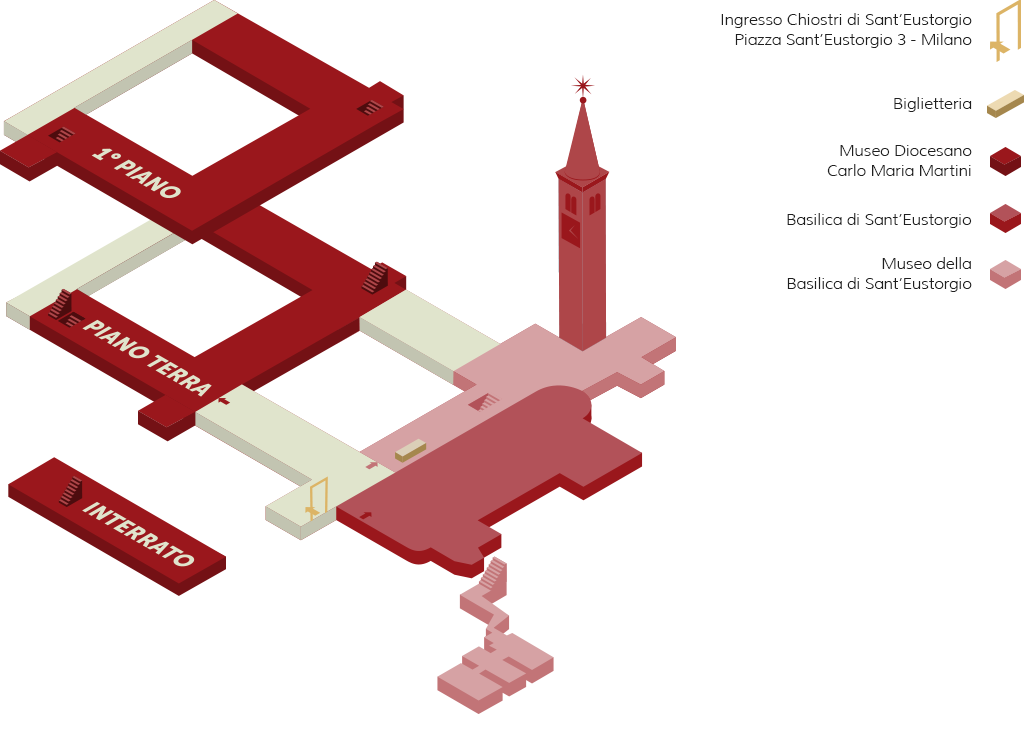 Ingresso Chiostri di Sant'Eustorgio
Piazza Sant'Eustorgio 3 - Milano
Biglietteria
Museo Diocesano
Carlo Maria Martini
Basilica di Sant'Eustorgio
Museo della
Basilica di Sant'Eustorgio
1° PIANO
PIANO TERRA
INTERRATO